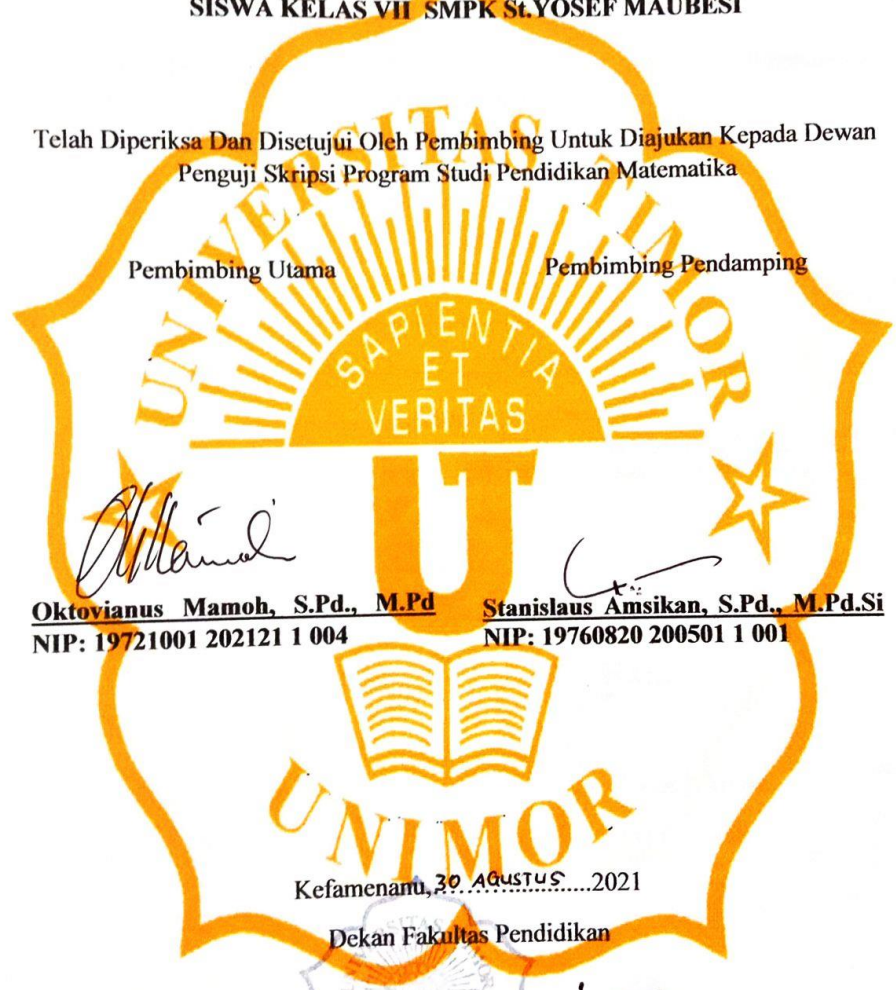 SISWA KELAS VII SMPK St.YOSEF MAUBESI
Telah Diperiksa Dan Disetujui Oleh Pembimbing Untuk Diajukan Kepada Dewan
Penguji Skripsi Program Studi Pendidikan Matematika
Pembimbing Utama Pembimbing Pendamping
UNIVERSITAS TIMOR
SAPIENTIA
ET
VERITAS
UT
Oktovianus Mamoh, S.Pd., M.Pd Stanislaus Amsikan, S.Pd., M.Pd.Si
NIP: 19721001 202121 1 004 NIP: 19760820 200501 1 001
UNIMOR
Kefamenanu, 30 AGUSTUS 2021
Dekan Fakultas Pendidikan